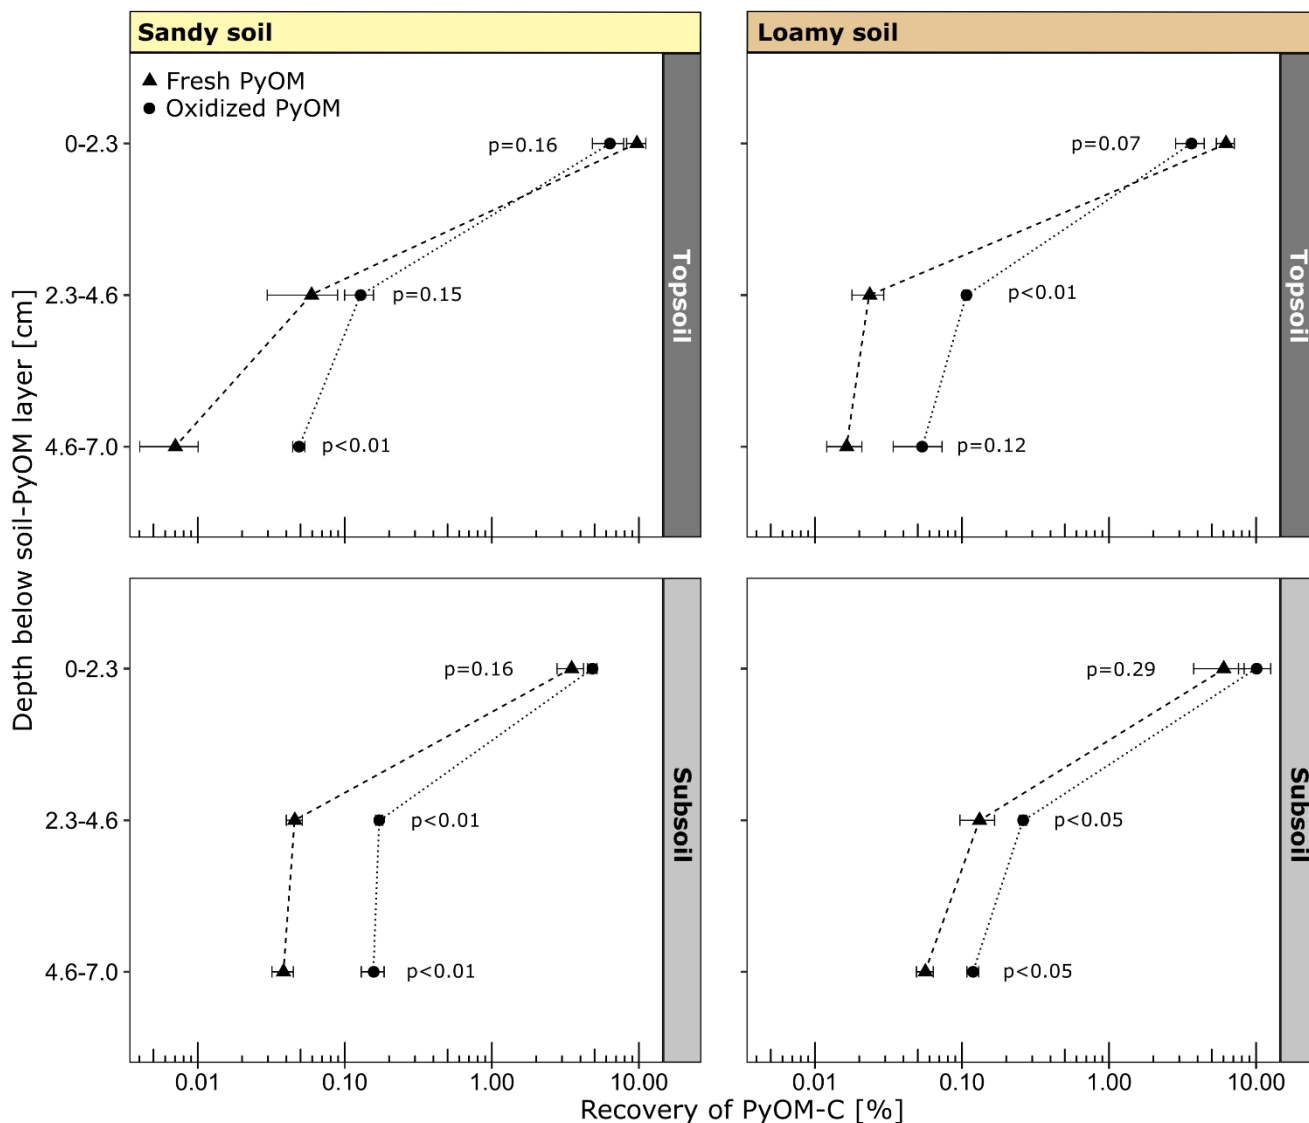 Sandy soil
Loamy soil
Fresh PyOM
Oxidized PyOM
Depth below soil-PyOM layer [cm]
0-2.3
p=0.16
p=0.07
2.3-4.6
p=0.15
p<0.01
4.6-7.0
p<0.01
p=0.12
Topsoil
Topsoil
0-2.3
p=0.16
p=0.29
2.3-4.6
p<0.01
p<0.05
4.6-7.0
p<0.01
p<0.05
Subsoil
Subsoil
0.01 0.10 1.00 10.00
0.01 0.10 1.00 10.00
Recovery of PyOM-C [%]